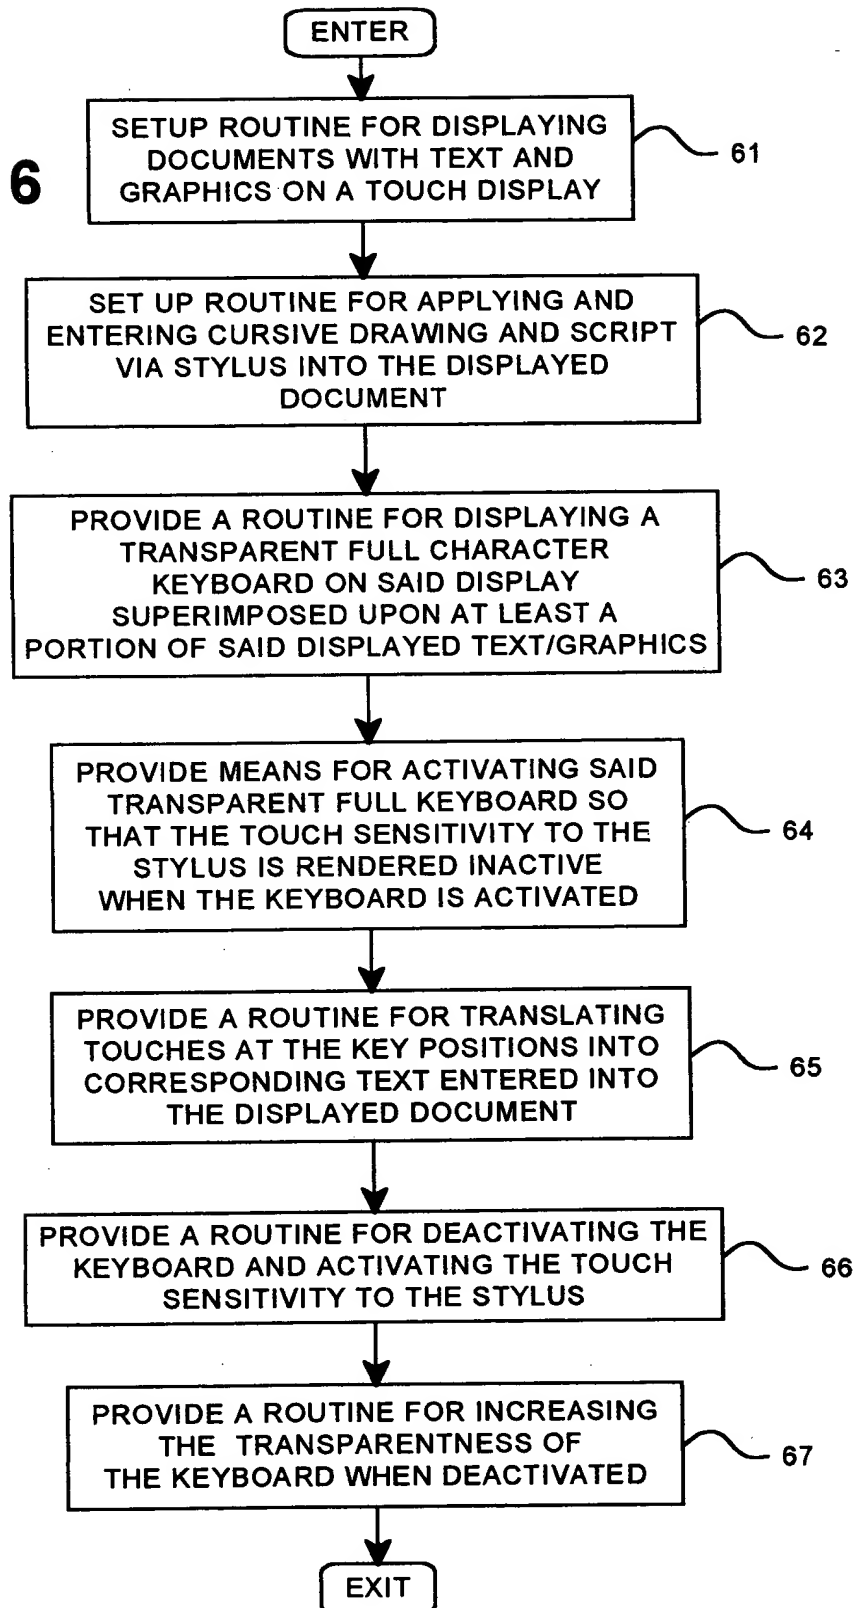 ENTER
SETUP ROUTINE FOR DISPLAYING
DOCUMENTS WITH TEXT AND
GRAPHICS ON A TOUCH DISPLAY
61
6
SET UP ROUTINE FOR APPLYING AND
ENTERING CURSIVE DRAWING AND SCRIPT
VIA STYLUS INTO THE DISPLAYED
DOCUMENT
62
PROVIDE A ROUTINE FOR DISPLAYING A
TRANSPARENT FULL CHARACTER
KEYBOARD ON SAID DISPLAY
SUPERIMPOSED UPON AT LEAST A
PORTION OF SAID DISPLAYED TEXT/GRAPHICS
63
PROVIDE MEANS FOR ACTIVATING SAID
TRANSPARENT FULL KEYBOARD SO
THAT THE TOUCH SENSITIVITY TO THE
STYLUS IS RENDERED INACTIVE
WHEN THE KEYBOARD IS ACTIVATED
64
PROVIDE A ROUTINE FOR TRANSLATING
TOUCHES AT THE KEY POSITIONS INTO
CORRESPONDING TEXT ENTERED INTO
THE DISPLAYED DOCUMENT
65
PROVIDE A ROUTINE FOR DEACTIVATING THE
KEYBOARD AND ACTIVATING THE TOUCH
SENSITIVITY TO THE STYLUS
66
PROVIDE A ROUTINE FOR INCREASING
THE TRANSPARENTNESS OF
THE KEYBOARD WHEN DEACTIVATED
67
EXIT